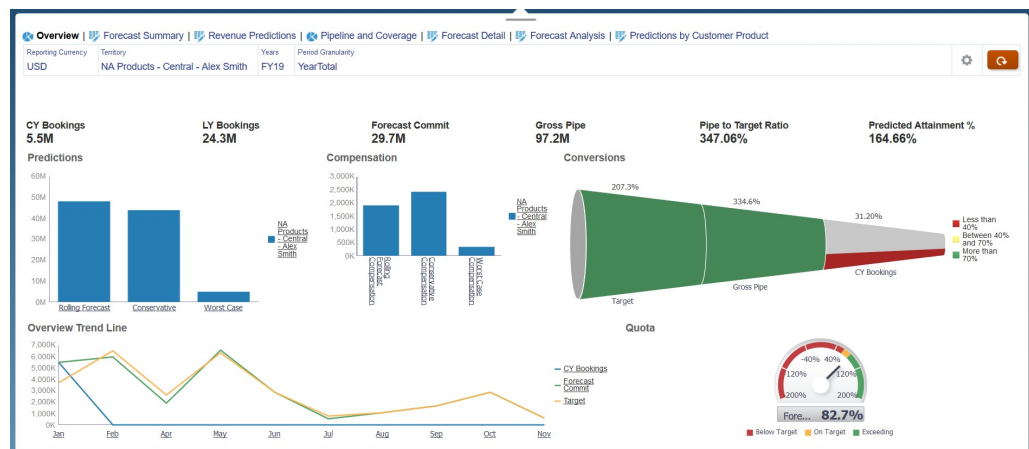 Overview | Forecast Summary | Revenue Predictions | Pipeline and Coverage | Forecast Detail | Forecast Analysis | Predictions by Customer Product
Reporting Currency Territory Years Period Granularity
USD NA Products - Central - Alex Smith FY19 YearTotal
CY Bookings LY Bookings Forecast Commit Gross Pipe Pipe to Target Ratio Predicted Attainment %
5.5M 24.3M 29.7M 97.2M 347.06% 164.66%
Predictions
60M
50M
40M
30M
20M
10M
0M
Rolling Forecast Conservative Worst Case
NA
Products
- Central
- Alex
Smith
Compensation
3,000K
2,500K
2,000K
1,500K
1,000K
500K
0K
Rolling
Forecast
Compensation
Conservative
Compensation
Worst Case
Compensation
NA
Products
- Central
- Alex
Smith
Conversions
207.3%
334.6%
31.20%
Target
Gross Pipe
CY Bookings
Less than
40%
Between 40%
and 70%
More than
70%
Overview Trend Line
7,000K
6,000K
5,000K
4,000K
3,000K
2,000K
1,000K
0K
Jan Feb Apr May Jun Jul Aug Sep Oct Nov
CY Bookings
Forecast
Commit
Target
Quota
-40% 40%
120% 120%
200% 200%
Fore... 82.7%
Below Target On Target Exceeding